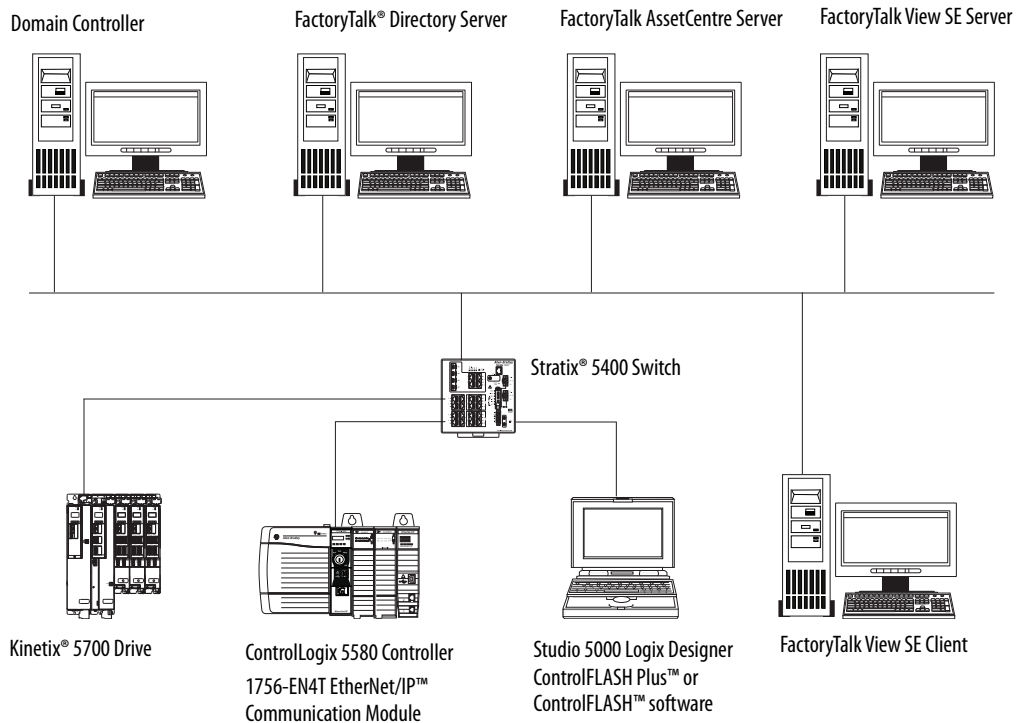 Domain Controller
FactoryTalk® Directory Server
FactoryTalk AssetCentre Server
FactoryTalk View SE Server
Stratix® 5400 Switch
Kinetix® 5700 Drive
ControlLogix 5580 Controller
1756-EN4T EtherNet/IP™
Communication Module
Studio 5000 Logix Designer
ControlFLASH Plus™ or
ControlFLASH™ software
FactoryTalk View SE Client